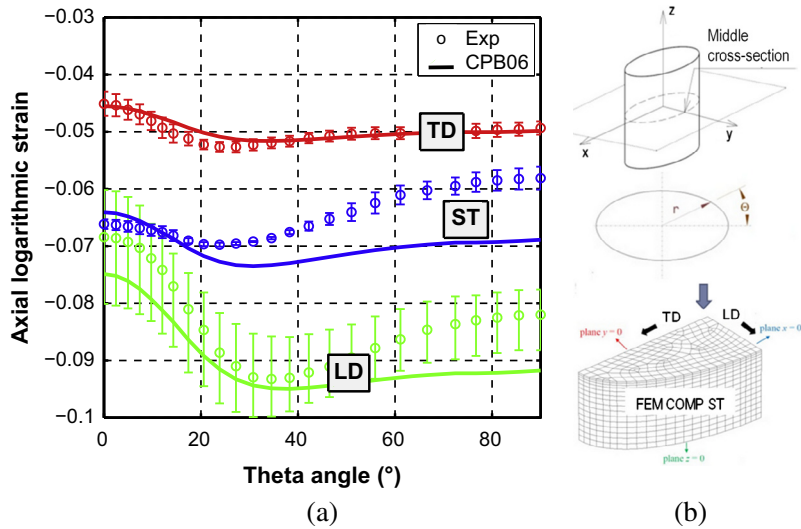 −0.03
−0.04
−0.05
−0.06
−0.07
−0.08
−0.09
−0.1
Axial logarithmic strain
Exp
CPB06
TD
ST
LD
0
20
40
60
80
Theta angle (°)
(a)
z
Middle
cross-section
x
y
r
Θ
TD
LD
plane y = 0
plane x = 0
FEM COMP ST
plane z = 0
(b)